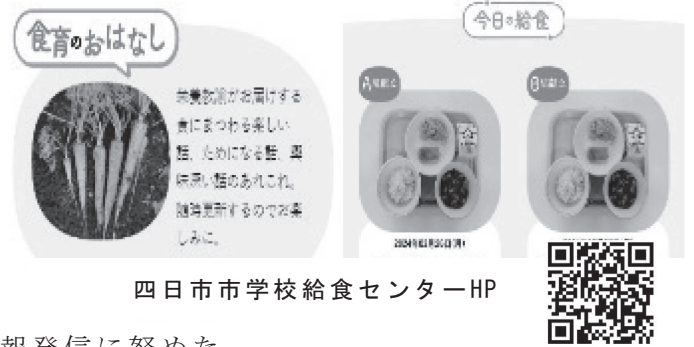 食育のおはなし
栄養教諭がお届けする
食にまつわる楽しい
話、ためになる話、興
味深い話のあれこれ。
随時更新するのでお楽
しみに。
今日の給食
A
B
四日市市学校給食センターHP
報発信に努めた